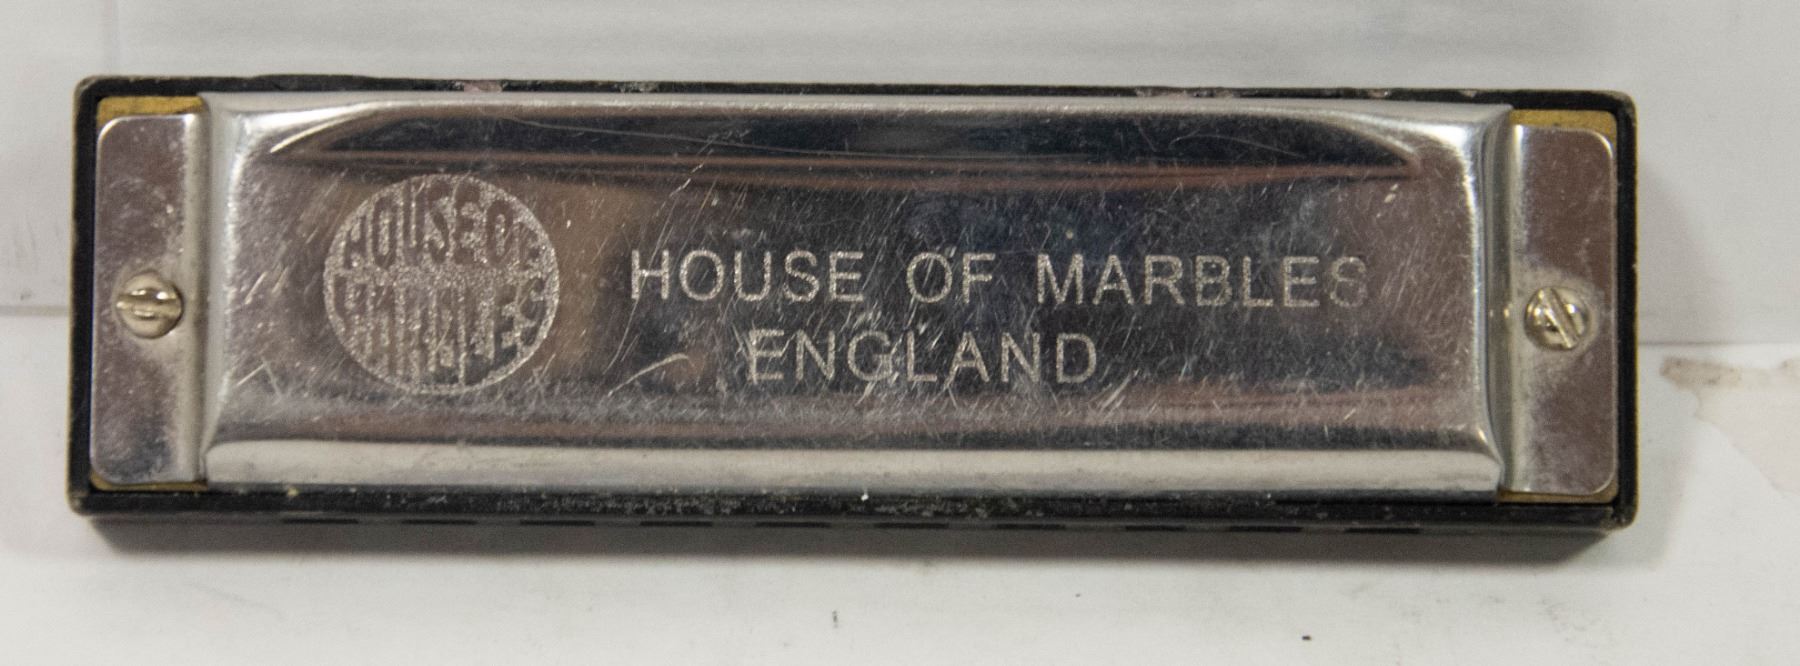 HOUSE OF
MARBLES
HOUSE OF MARBLES
ENGLAND